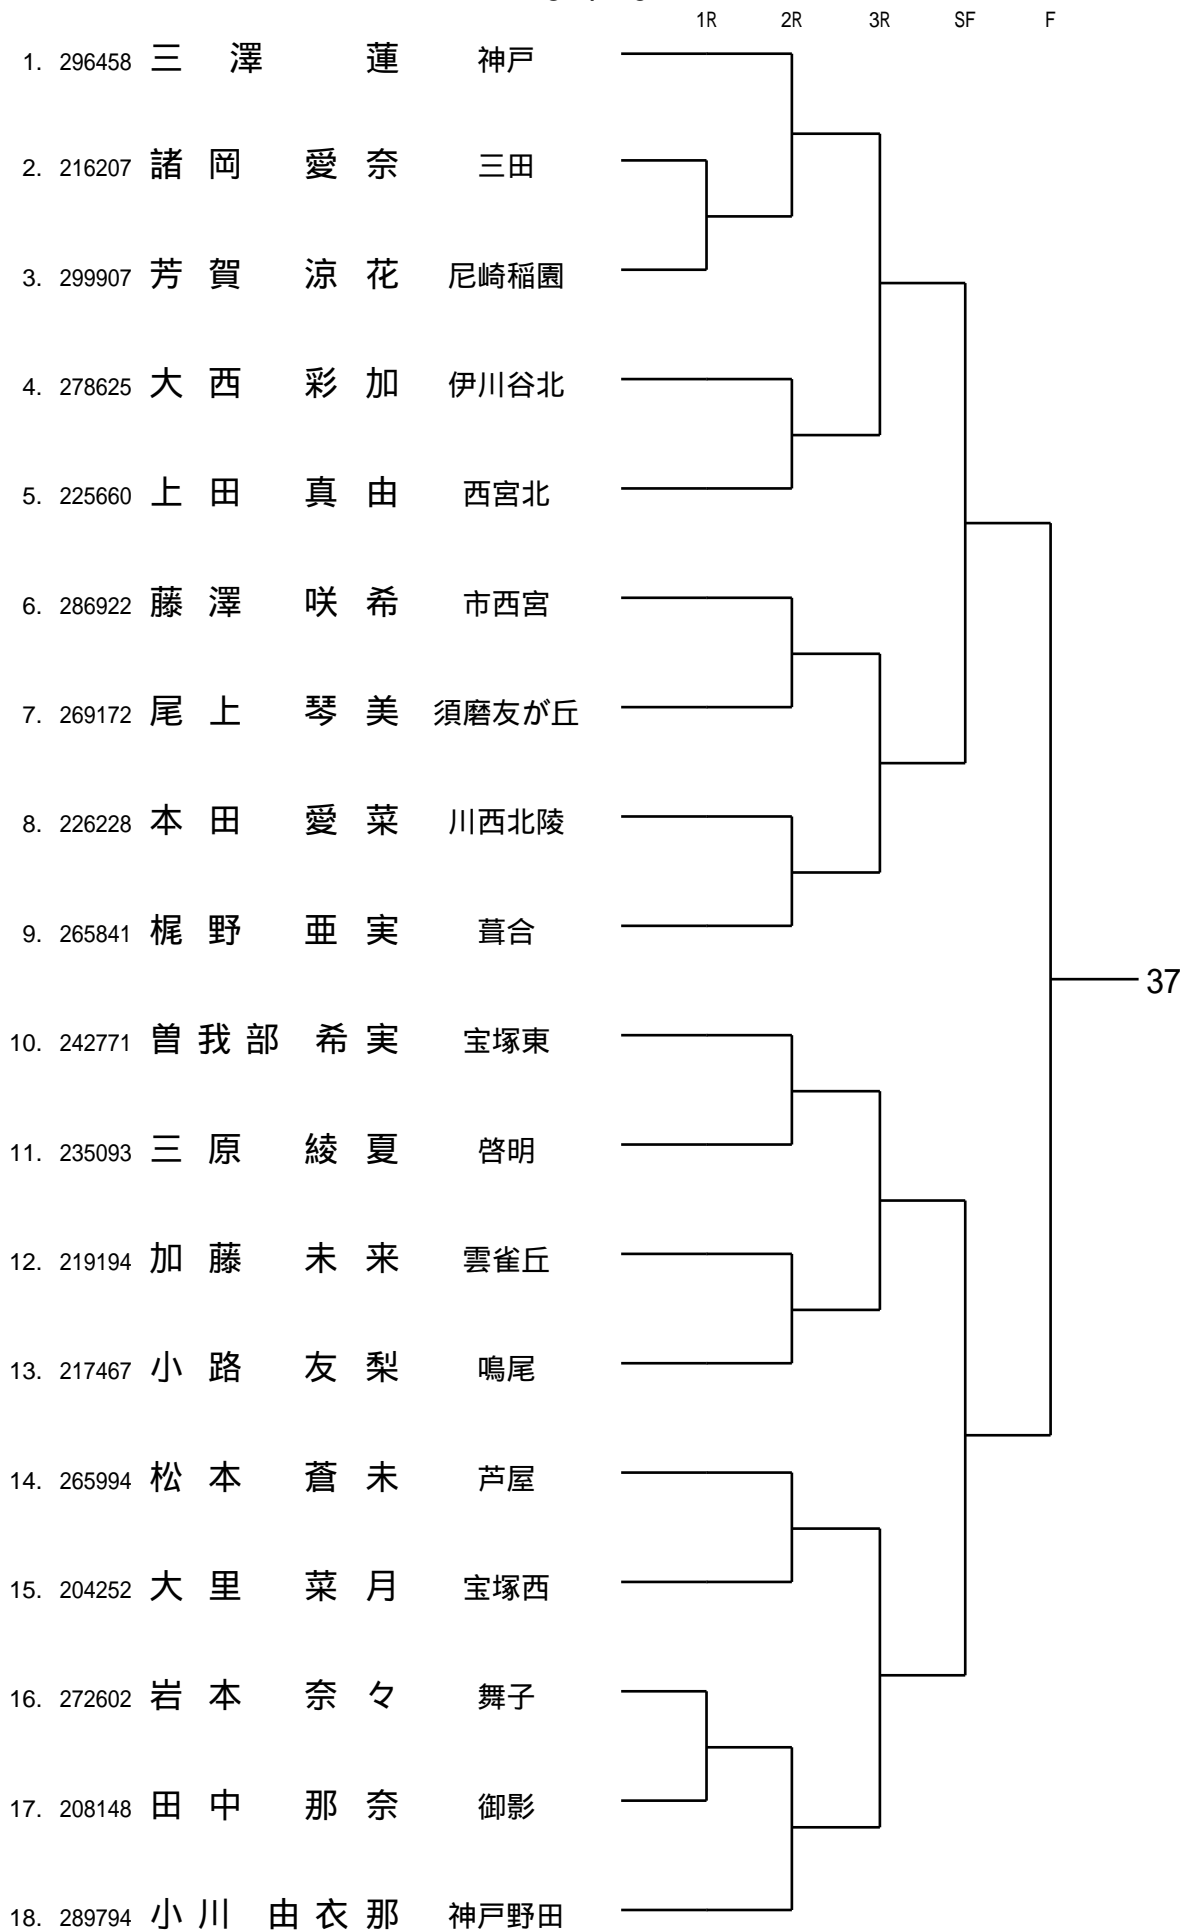 1R 2R 3R SF F
1. 296458 三澤 蓮 神戸
2. 216207 諸岡 愛奈 三田
3. 299907 芳賀 涼花 尼崎稲園
4. 278625 大西 彩加 伊川谷北
5. 225660 上田 真由 西宮北
6. 286922 藤澤 咲希 市西宮
7. 269172 尾上 琴美 須磨友が丘
8. 226228 本田 愛菜 川西北陵
9. 265841 梶野 亜実 葺合
37
10. 242771 曽我部 希実 宝塚東
11. 235093 三原 綾夏 啓明
12. 219194 加藤 未来 雲雀丘
13. 217467 小路 友梨 鳴尾
14. 265994 松本 蒼未 芦屋
15. 204252 大里 菜月 宝塚西
16. 272602 岩本 奈々 舞子
17. 208148 田中 那奈 御影
18. 289794 小川 由衣那 神戸野田